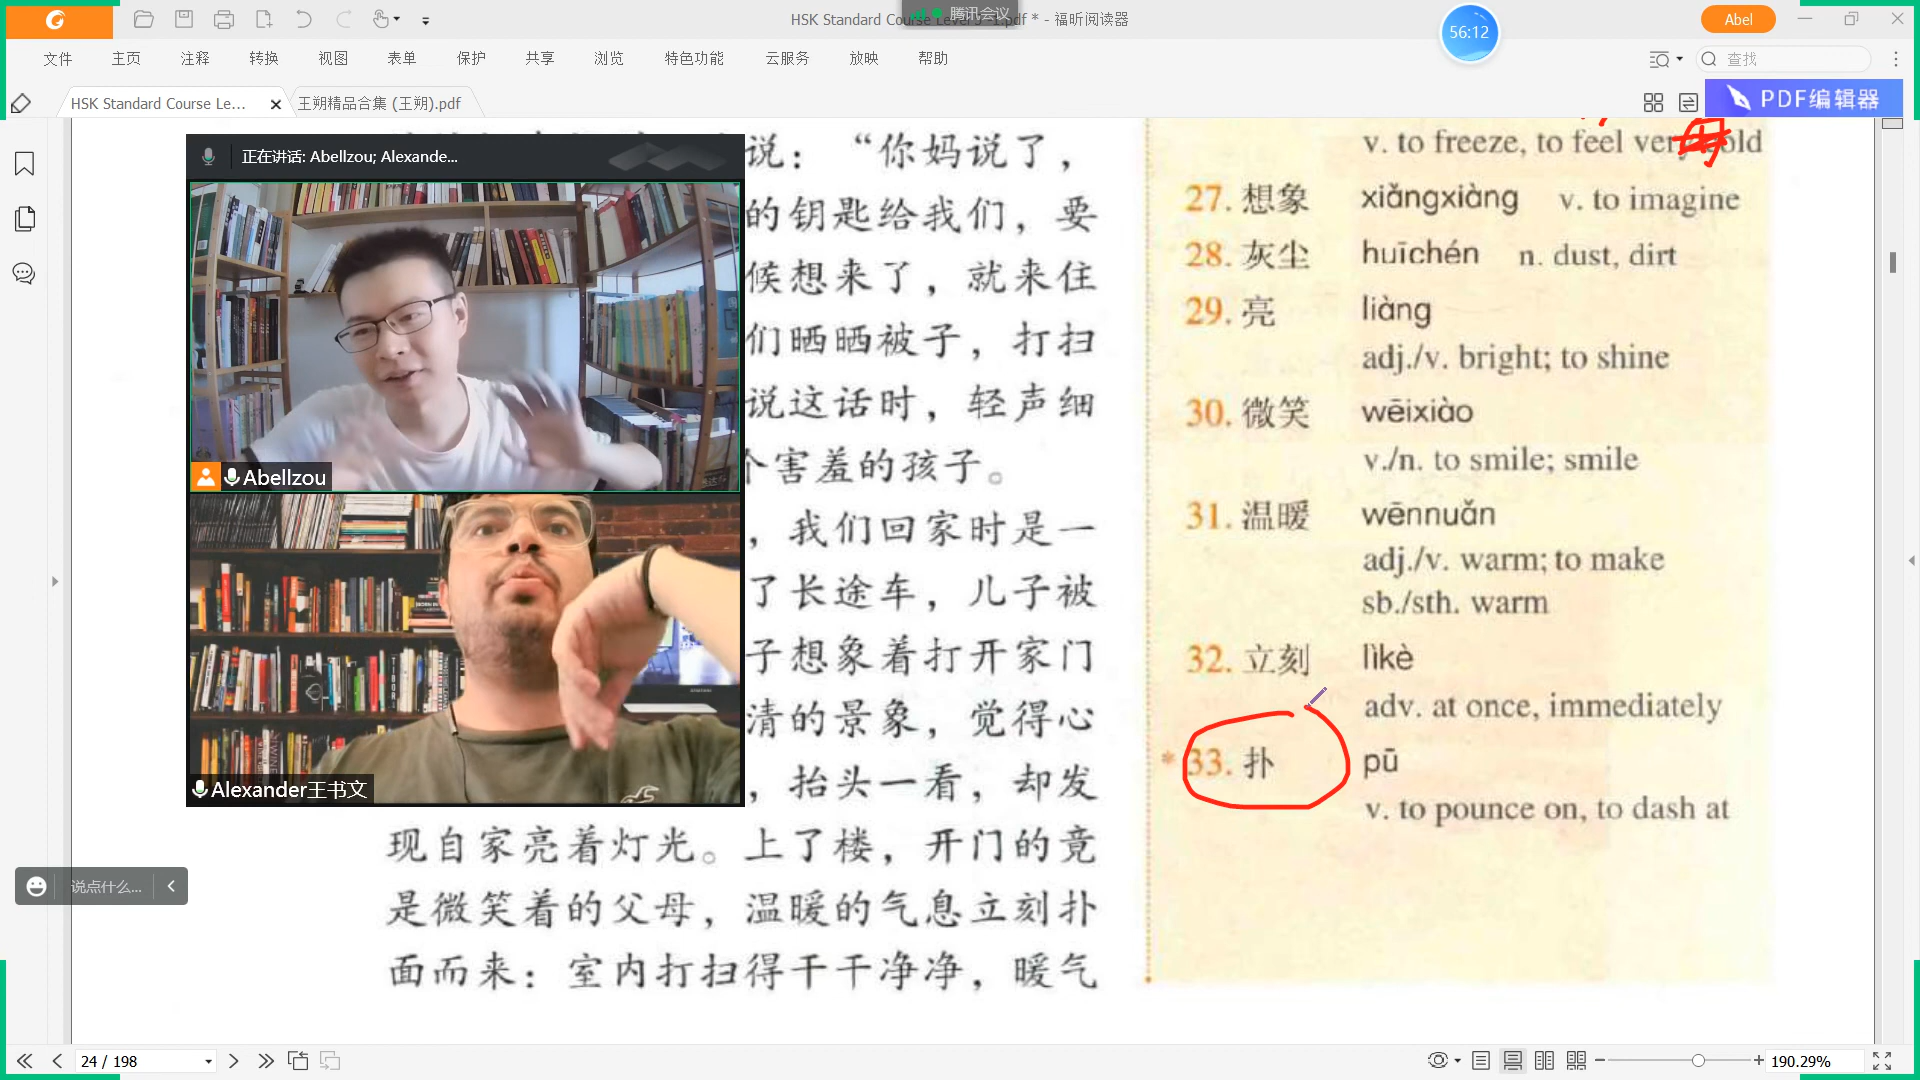 腾讯会议
HSK Standard Course Le
.pdf * - 福昕阅读器
56:12
Abel
文件 主页 注释 转换 视图 表单 保护 共享 浏览 特色功能 云服务 放映 帮助
查找
HSK Standard Course Le...
王朔精品合集 (王朔).pdf
PDF编辑器
正在讲话: Abellzou; Alexande...
Abellzou
Alexander王书文
说：“你妈说了，
的钥匙给我们，要
候想来了，就来住
们晒晒被子，打扫
说这话时，轻声细
个害羞的孩子。
，我们回家时是一
了长途车，儿子被
子想象着打开家门
清的景象，觉得心
，抬头一看，却发
现自家亮着灯光。上了楼，开门的竟
是微笑着的父母，温暖的气息立刻扑
面而来：室内打扫得干干净净，暖气
v. to freeze, to feel very cold
母
27. 想象 xiǎngxiàng v. to imagine
28. 灰尘 huīchén n. dust, dirt
29. 亮 liàng
adj./v. bright; to shine
30. 微笑 wēixiào
v./n. to smile; smile
31. 温暖 wēnnuǎn
adj./v. warm; to make
sb./sth. warm
32. 立刻 lìkè
adv. at once, immediately
*33. 扑 pū
v. to pounce on, to dash at
说点什么...
24 / 198
190.29%